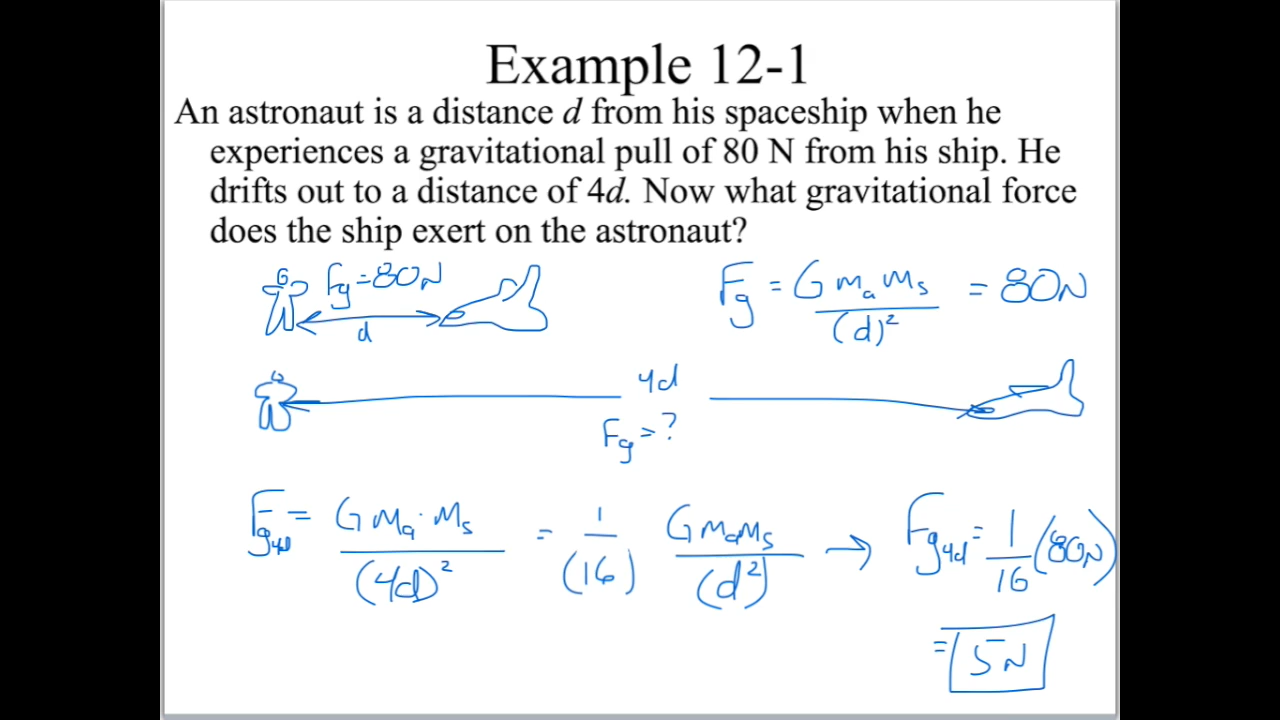 Example 12-1
An astronaut is a distance d from his spaceship when he
experiences a gravitational pull of 80 N from his ship. He
drifts out to a distance of 4d. Now what gravitational force
does the ship exert on the astronaut?
Fg = 80N
d
Fg = G ma ms / (d)² = 80N
4d
Fg = ?
Fg4d = G ma · ms / (4d)² = 1/(16) G ma ms / (d²) → Fg4d = 1/16 (80N)
= 5N